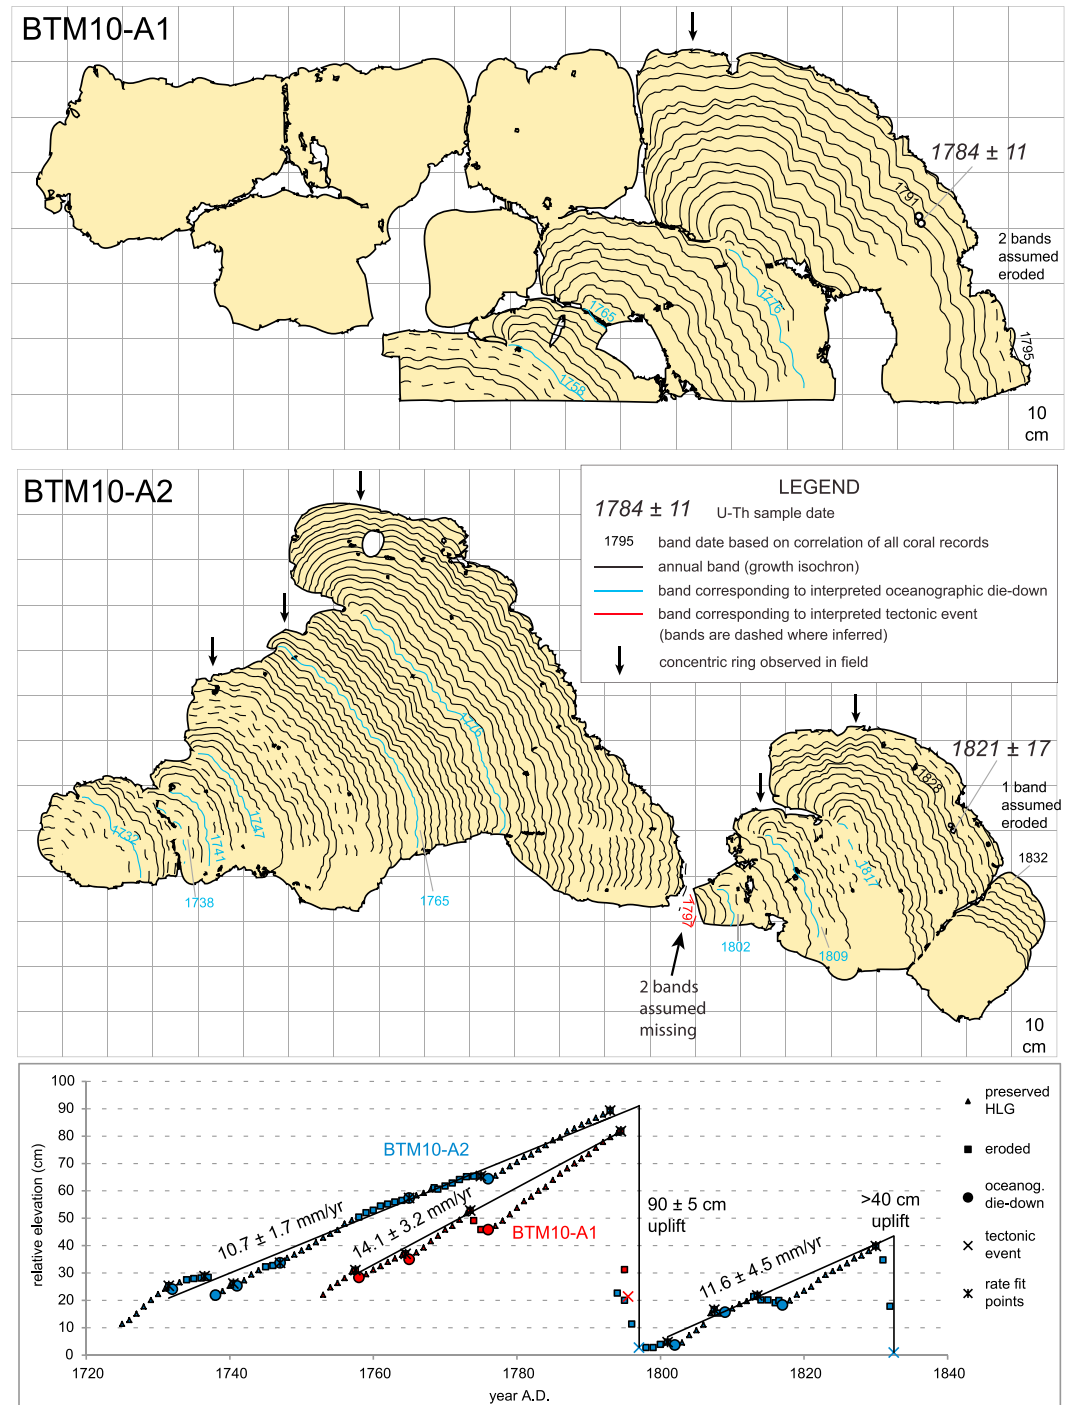 BTM10-A1
1784 ± 11
1791
2 bands
assumed
eroded
1776
1765
1758
1795
10
cm
BTM10-A2
LEGEND
1784 ± 11 U-Th sample date
1795 band date based on correlation of all coral records
annual band (growth isochron)
band corresponding to interpreted oceanographic die-down
band corresponding to interpreted tectonic event
(bands are dashed where inferred)
concentric ring observed in field
1776
1821 ± 17
1828
1 band
assumed
eroded
1732
1741
1747
1817
1832
1738
1765
1797
1802
1809
2 bands
assumed
missing
10
cm
100
90
80
70
60
50
40
30
20
10
0
relative elevation (cm)
BTM10-A2
10.7 ± 1.7 mm/yr
14.1 ± 3.2 mm/yr
BTM10-A1
90 ± 5 cm
uplift
>40 cm
uplift
11.6 ± 4.5 mm/yr
preserved
HLG
eroded
oceanog.
die-down
tectonic
event
rate fit
points
1720 1740 1760 1780 1800 1820 1840
year A.D.